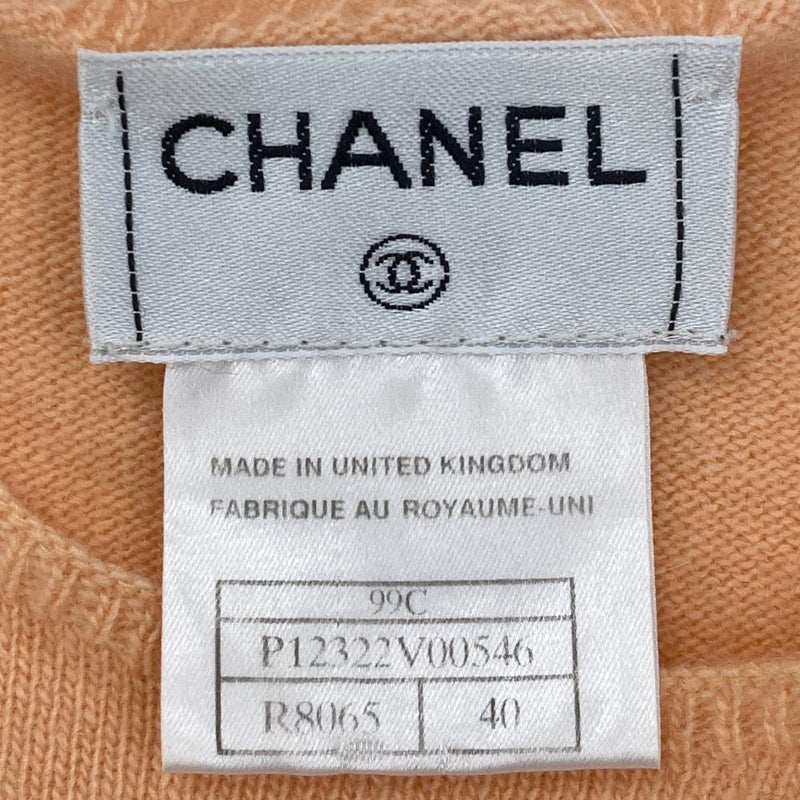 CHANEL
MADE IN UNITED KINGDOM
FABRIQUE AU ROYAUME-UNI
99C
P12322V00546
R8065 40